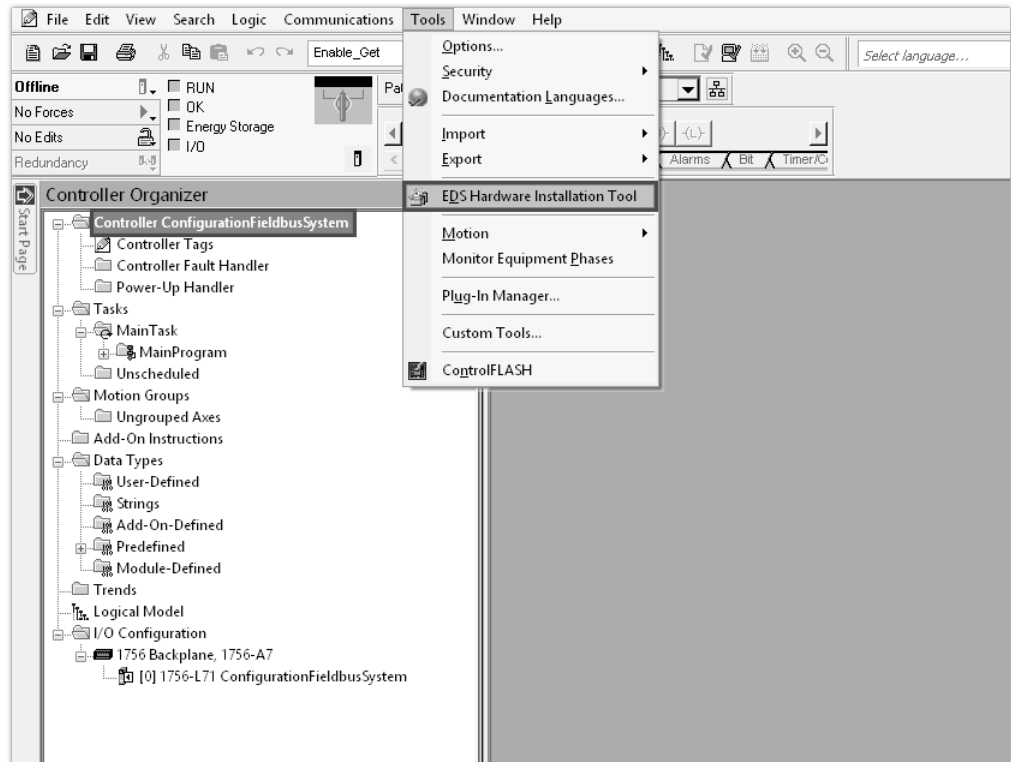 File Edit View Search Logic Communications Tools Window Help
Enable_Get
Select language...
Offline
RUN
No Forces
OK
Energy Storage
No Edits
I/O
Redundancy
Alarms Bit
Options...
Security
Documentation Languages...
Import
Export
EDS Hardware Installation Tool
Motion
Monitor Equipment Phases
Plug-In Manager...
Custom Tools...
ControlFLASH
Start Page
Controller Organizer
Controller ConfigurationFieldbusSystem
Controller Tags
Controller Fault Handler
Power-Up Handler
Tasks
MainTask
MainProgram
Unscheduled
Motion Groups
Ungrouped Axes
Add-On Instructions
Data Types
User-Defined
Strings
Add-On-Defined
Predefined
Module-Defined
Trends
Logical Model
I/O Configuration
1756 Backplane, 1756-A7
[0] 1756-L71 ConfigurationFieldbusSystem